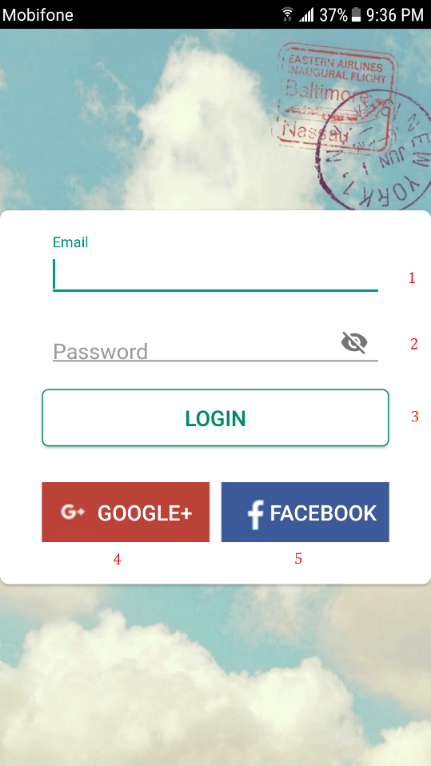 Mobifone 37% 9:36 PM
EASTERN AIRLINES
INAUGURAL FLIGHT
Baltimore
Nassau
NEW YORK 1, N.
JUN
Email
1
Password
2
LOGIN
3
G+ GOOGLE+
f FACEBOOK
4
5